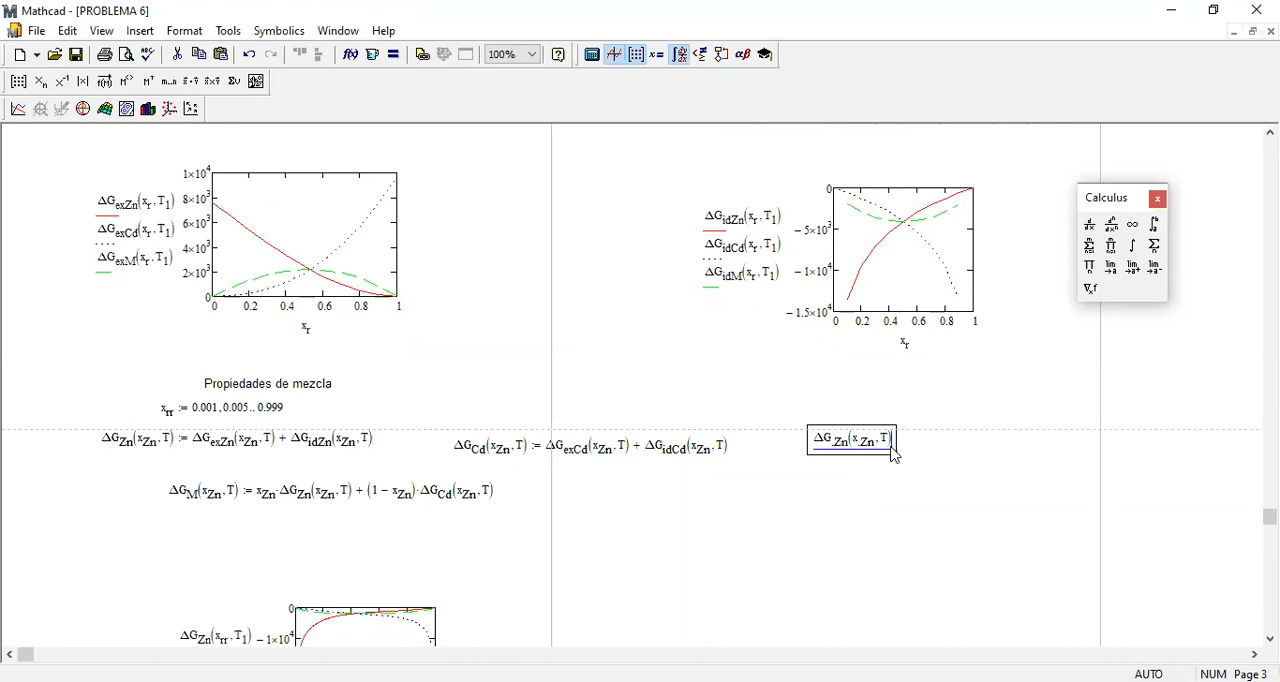 Mathcad - [PROBLEMA 6]
File Edit View Insert Format Tools Symbolics Window Help
100%
ΔG_exZn(x_r, T_1)
ΔG_exCd(x_r, T_1)
ΔG_exM(x_r, T_1)
1×10^4
8×10^3
6×10^3
4×10^3
2×10^3
0
0 0.2 0.4 0.6 0.8 1
x_r
ΔG_idZn(x_r, T_1)
ΔG_idCd(x_r, T_1)
ΔG_idM(x_r, T_1)
0
−5×10^3
−1×10^4
−1.5×10^4
0 0.2 0.4 0.6 0.8 1
x_r
Calculus
Propiedades de mezcla
x_rr := 0.001, 0.005 .. 0.999
ΔG_Zn(x_Zn, T) := ΔG_exZn(x_Zn, T) + ΔG_idZn(x_Zn, T)
ΔG_Cd(x_Zn, T) := ΔG_exCd(x_Zn, T) + ΔG_idCd(x_Zn, T)
ΔG.Zn(x.Zn, T)
ΔG_M(x_Zn, T) := x_Zn·ΔG_Zn(x_Zn, T) + (1 − x_Zn)·ΔG_Cd(x_Zn, T)
0
ΔG_Zn(x_rr, T_1) −1×10^4
AUTO NUM Page 3